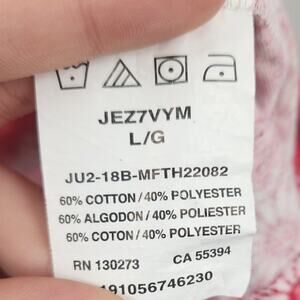 JEZ7VYM
L/G
JU2-18B-MFTH22082
60% COTTON / 40% POLYESTER
60% ALGODON / 40% POLIESTER
60% COTON / 40% POLYESTER
RN 130273 CA 55394
191056746230